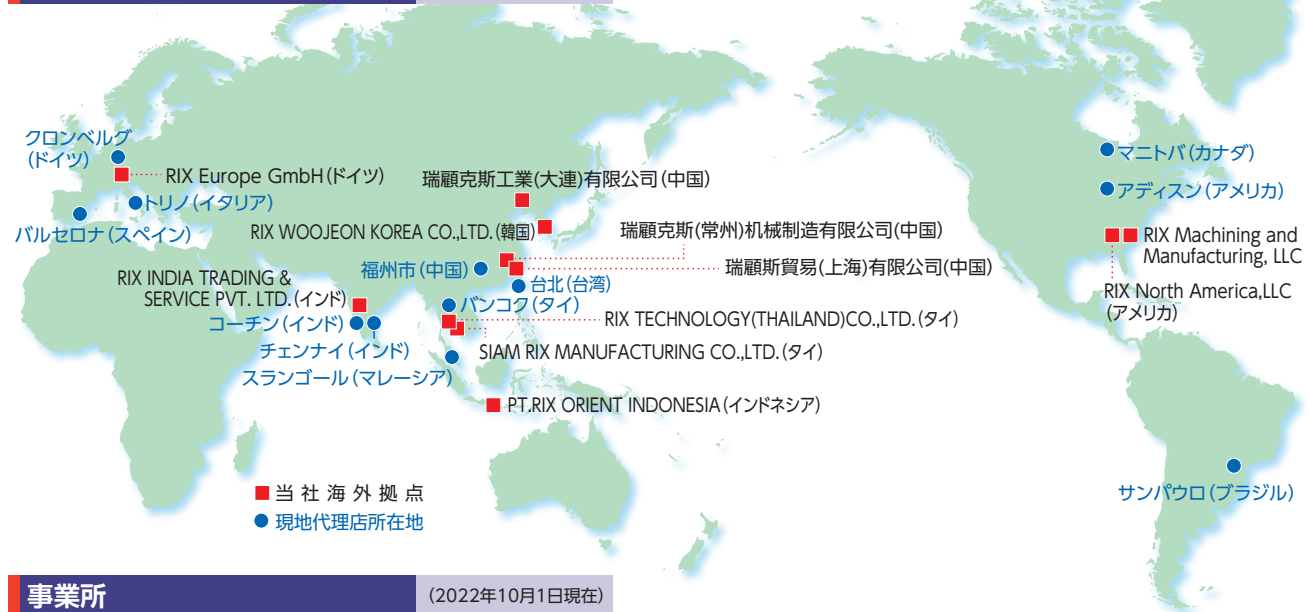 クロンベルグ
(ドイツ)
RIX Europe GmbH(ドイツ)
トリノ(イタリア)
バルセロナ(スペイン)
瑞顧克斯工業(大連)有限公司(中国)
RIX WOOJEON KOREA CO.,LTD.(韓国)
瑞顧克斯(常州)机械制造有限公司(中国)
瑞顧斯貿易(上海)有限公司(中国)
福州市(中国)
台北(台湾)
RIX INDIA TRADING &
SERVICE PVT. LTD.(インド)
バンコク(タイ)
コーチン(インド)
RIX TECHNOLOGY(THAILAND)CO.,LTD.(タイ)
チェンナイ(インド)
SIAM RIX MANUFACTURING CO.,LTD.(タイ)
スランゴール(マレーシア)
PT.RIX ORIENT INDONESIA(インドネシア)
マニトバ(カナダ)
アディスン(アメリカ)
RIX Machining and
Manufacturing, LLC
RIX North America,LLC
(アメリカ)
サンパウロ(ブラジル)
当社海外拠点
現地代理店所在地
事業所
(2022年10月1日現在)